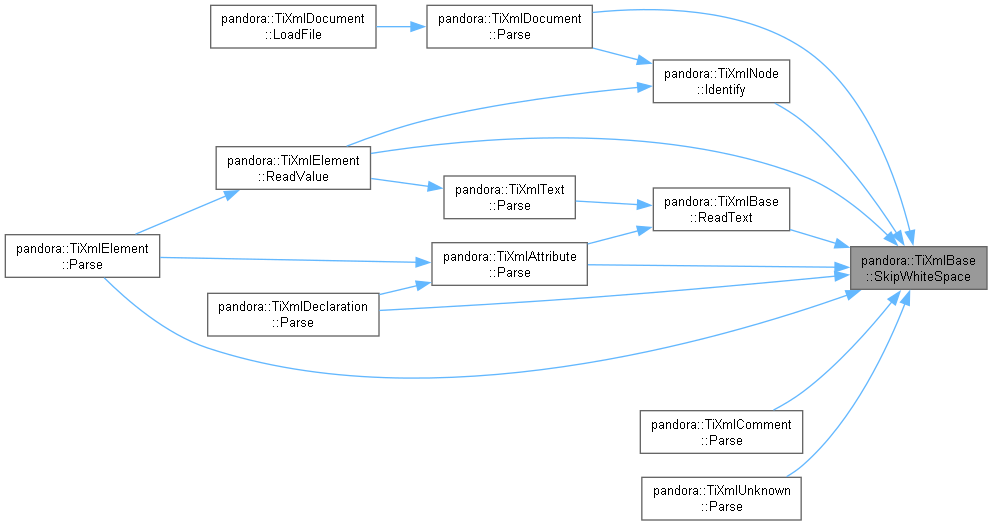 pandora::TiXmlDocument
::LoadFile
pandora::TiXmlDocument
::Parse
pandora::TiXmlNode
::Identify
pandora::TiXmlElement
::ReadValue
pandora::TiXmlText
::Parse
pandora::TiXmlBase
::ReadText
pandora::TiXmlElement
::Parse
pandora::TiXmlAttribute
::Parse
pandora::TiXmlBase
::SkipWhiteSpace
pandora::TiXmlDeclaration
::Parse
pandora::TiXmlComment
::Parse
pandora::TiXmlUnknown
::Parse